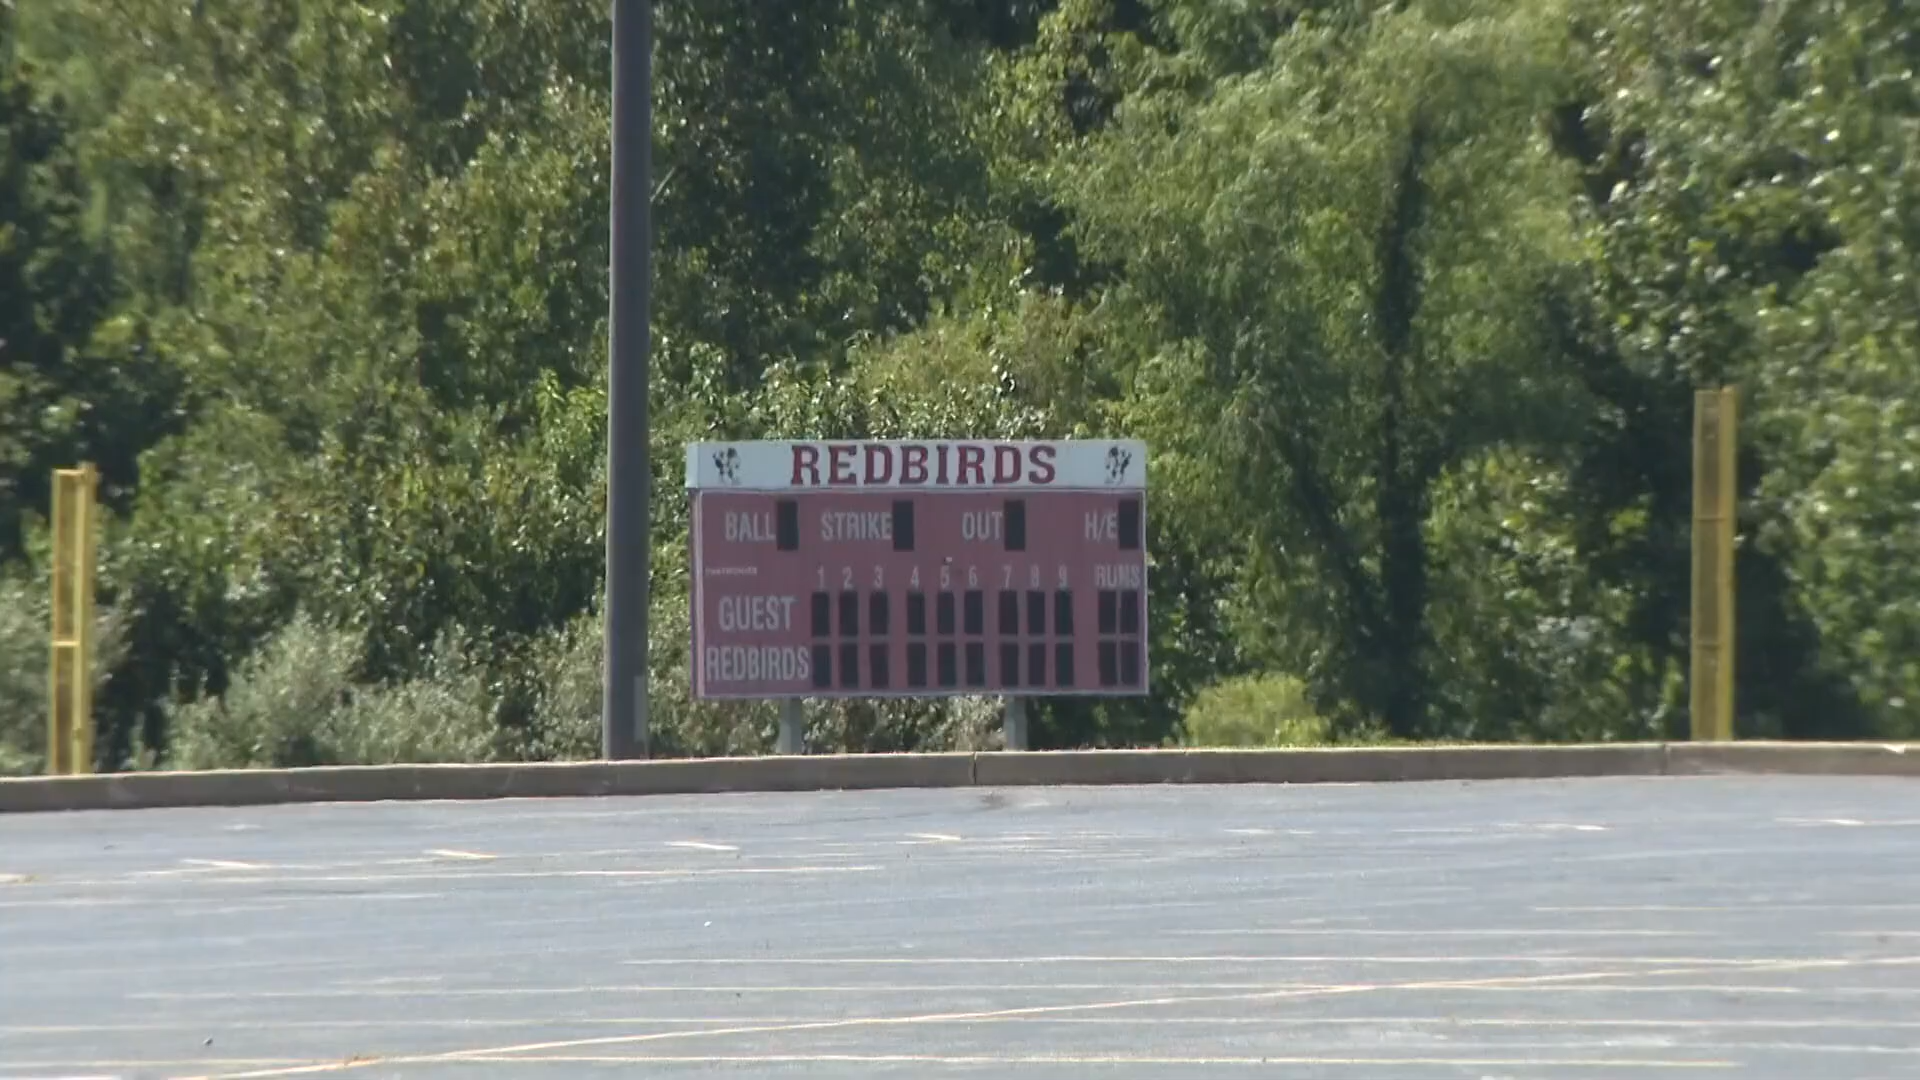 REDBIRDS
BALL STRIKE OUT H/E
1 2 3 4 5 6 7 8 9 RUNS
GUEST
REDBIRDS